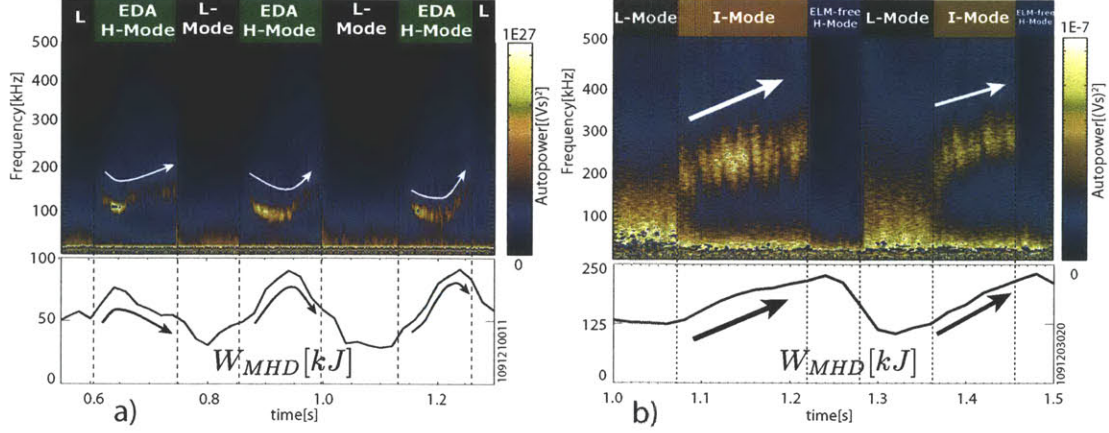 L EDA H-Mode L-Mode EDA H-Mode L-Mode EDA H-Mode L
500
400
300
200
100
Frequency[kHz]
1E27
Autopower[(Vs)²]
0
100
50
0
W_MHD[kJ]
1091210011
0.6 0.8 1.0 1.2
a) time[s]
L-Mode I-Mode ELM-free H-Mode L-Mode I-Mode ELM-free H-Mode
500
400
300
200
100
0
Frequency[kHz]
1E-7
Autopower[(Vs)²]
0
250
125
0
W_MHD[kJ]
1091203020
1.0 1.1 1.2 1.3 1.4 1.5
b) time[s]